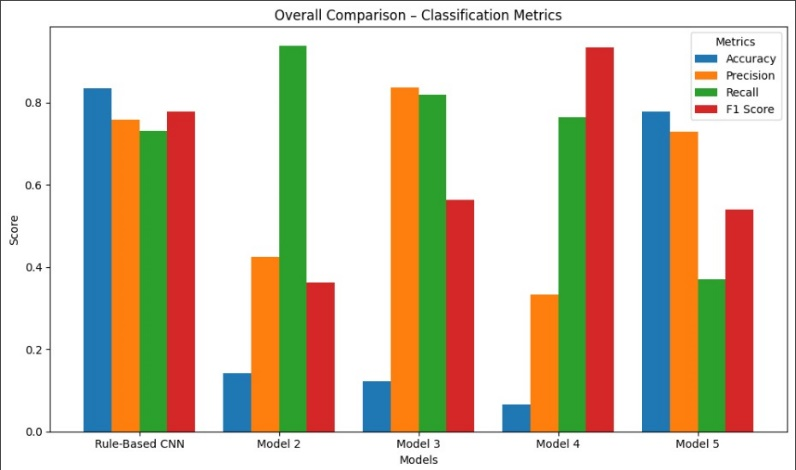 Overall Comparison – Classification Metrics
Metrics
Accuracy
Precision
Recall
F1 Score
Score
0.8
0.6
0.4
0.2
0.0
Rule-Based CNN
Model 2
Model 3
Model 4
Model 5
Models